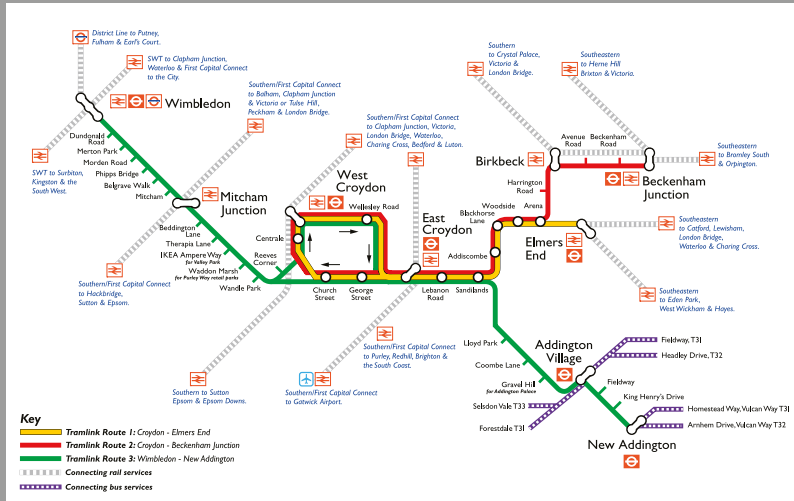 District Line to Putney,
Fulham & Earl's Court.
SWT to Clapham Junction,
Waterloo & First Capital Connect
to the City.
Wimbledon
Southern/First Capital Connect
to Balham, Clapham Junction
& Victoria or Tulse Hill,
Peckham & London Bridge.
Southern/First Capital Connect
to Clapham Junction, Victoria,
London Bridge, Waterloo,
Charing Cross, Bedford & Luton.
Southern
to Crystal Palace,
Victoria &
London Bridge.
Southeastern
to Herne Hill
Brixton & Victoria.
Dundonald
Road
Merton Park
Morden Road
Phipps Bridge
Belgrave Walk
Mitcham
SWT to Surbiton,
Kingston & the
South West.
Mitcham
Junction
West
Croydon
Wellesley Road
Birkbeck
Avenue
Road
Beckenham
Road
Southeastern
to Bromley South
& Orpington.
Beckenham
Junction
Harrington
Road
Beddington
Lane
Therapia Lane
IKEA Ampere Way
for Valley Park
Waddon Marsh
for Purley Way retail parks
Wandle Park
Centrale
Reeves
Corner
Church
Street
George
Street
East
Croydon
Lebanon
Road
Sandilands
Addiscombe
Blackhorse
Lane
Woodside
Arena
Elmers
End
Southeastern
to Catford, Lewisham,
London Bridge,
Waterloo & Charing Cross.
Southeastern
to Eden Park,
West Wickham & Hayes.
Southern/First Capital Connect
to Hackbridge,
Sutton & Epsom.
Southern to Sutton
Epsom & Epsom Downs.
Southern/First Capital Connect
to Purley, Redhill, Brighton &
the South Coast.
Southern/First Capital Connect
to Gatwick Airport.
Lloyd Park
Coombe Lane
Gravel Hill
for Addington Palace
Addington
Village
Fieldway, T31
Headley Drive, T32
Selsdon Vale T33
Forestdale T31
Fieldway
King Henry's Drive
Homestead Way, Vulcan Way T31
Arnhem Drive, Vulcan Way T32
New Addington
Key
Tramlink Route 1: Croydon - Elmers End
Tramlink Route 2: Croydon - Beckenham Junction
Tramlink Route 3: Wimbledon - New Addington
Connecting rail services
Connecting bus services